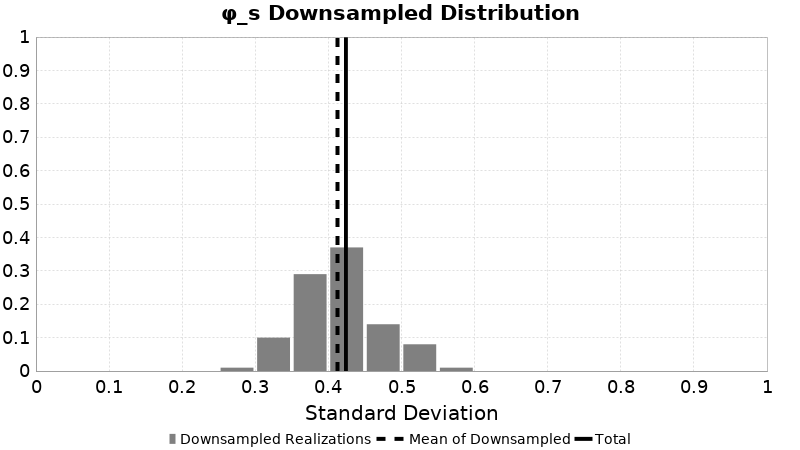 φ_s Downsampled Distribution
1
0.9
0.8
0.7
0.6
0.5
0.4
0.3
0.2
0.1
0
0 0.1 0.2 0.3 0.4 0.5 0.6 0.7 0.8 0.9 1
Standard Deviation
Downsampled Realizations Mean of Downsampled Total